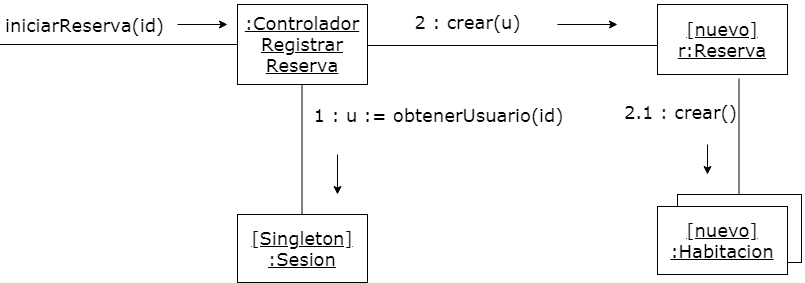 iniciarReserva(id)
:Controlador
Registrar
Reserva
2 : crear(u)
[nuevo]
r:Reserva
1 : u := obtenerUsuario(id)
2.1 : crear()
[Singleton]
:Sesion
[nuevo]
:Habitacion